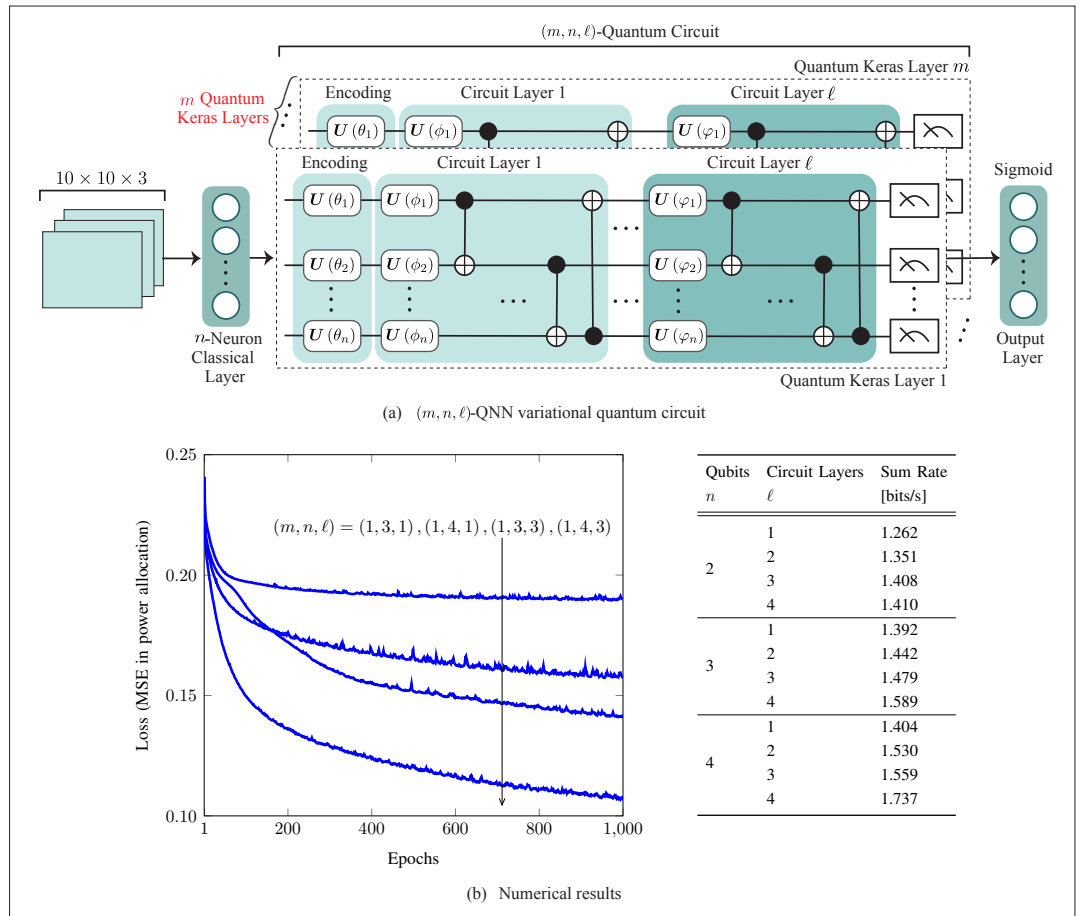 (m, n, ℓ)-Quantum Circuit
Quantum Keras Layer m
m Quantum
Keras Layers
Encoding Circuit Layer 1 Circuit Layer ℓ
U (θ₁) U (ϕ₁) U (φ₁)
Encoding Circuit Layer 1 Circuit Layer ℓ
10 × 10 × 3
Sigmoid
U (θ₁) U (ϕ₁) U (φ₁)
U (θ₂) U (ϕ₂) U (φ₂)
U (θₙ) U (ϕₙ) U (φₙ)
n-Neuron
Classical
Layer
Output
Layer
Quantum Keras Layer 1
(a) (m, n, ℓ)-QNN variational quantum circuit
Loss (MSE in power allocation)
0.25
0.20
0.15
0.10
(m, n, ℓ) = (1, 3, 1) , (1, 4, 1) , (1, 3, 3) , (1, 4, 3)
1 200 400 600 800 1,000
Epochs
Qubits Circuit Layers Sum Rate
n ℓ [bits/s]
2
1 1.262
2 1.351
3 1.408
4 1.410
3
1 1.392
2 1.442
3 1.479
4 1.589
4
1 1.404
2 1.530
3 1.559
4 1.737
(b) Numerical results